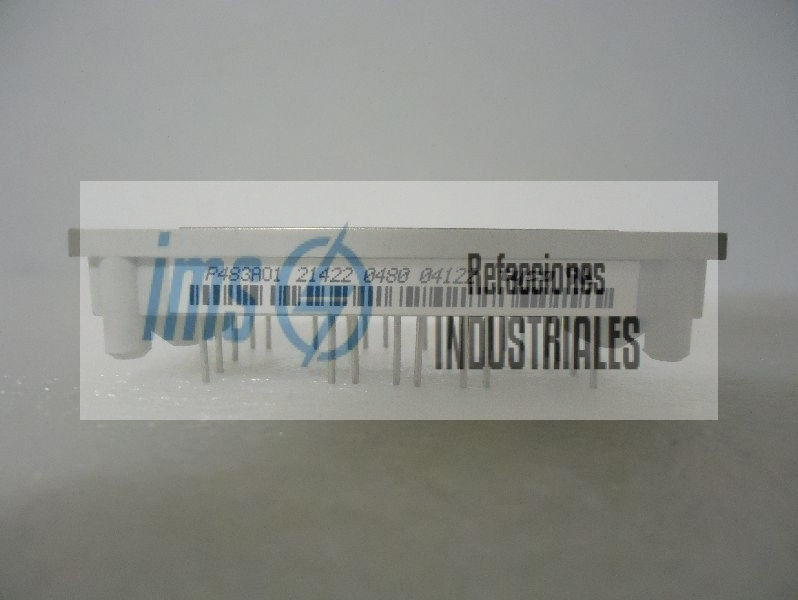 P483A01 21422 0480 0412
ims
Refacciones
INDUSTRIALES